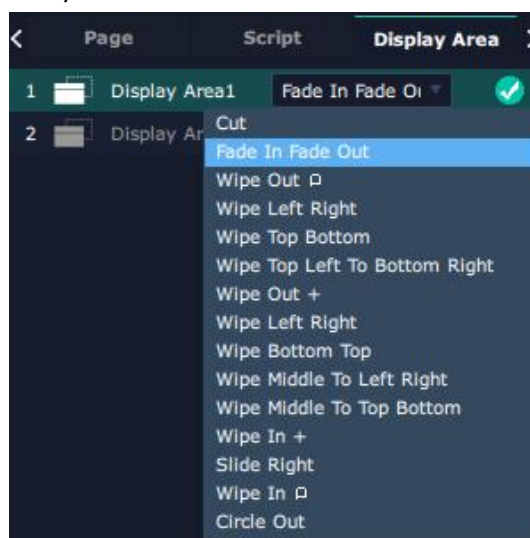 Page Script Display Area
1 Display Area1 Fade In Fade
2 Display
Cut
Fade In Fade Out
Wipe Out
Wipe Left Right
Wipe Top Bottom
Wipe Top Left To Bottom Right
Wipe Out +
Wipe Left Right
Wipe Bottom Top
Wipe Middle To Left Right
Wipe Middle To Top Bottom
Wipe In +
Slide Right
Wipe In
Circle Out